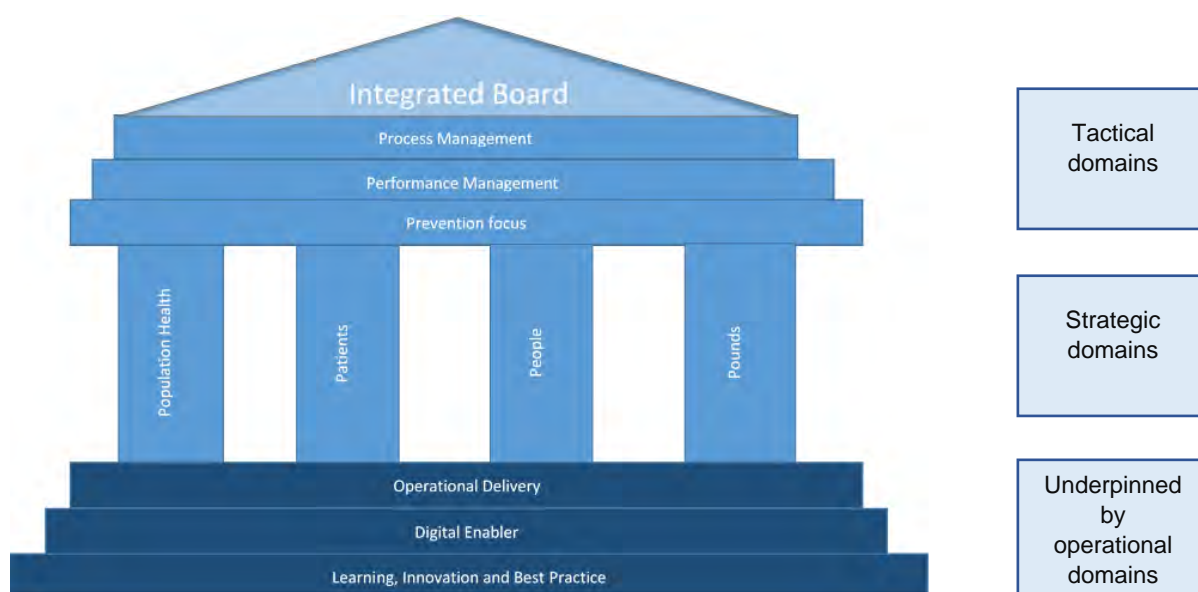 Integrated Board
Process Management
Performance Management
Prevention focus
Population Health
Patients
People
Pounds
Operational Delivery
Digital Enabler
Learning, Innovation and Best Practice
Tactical
domains
Strategic
domains
Underpinned
by
operational
domains